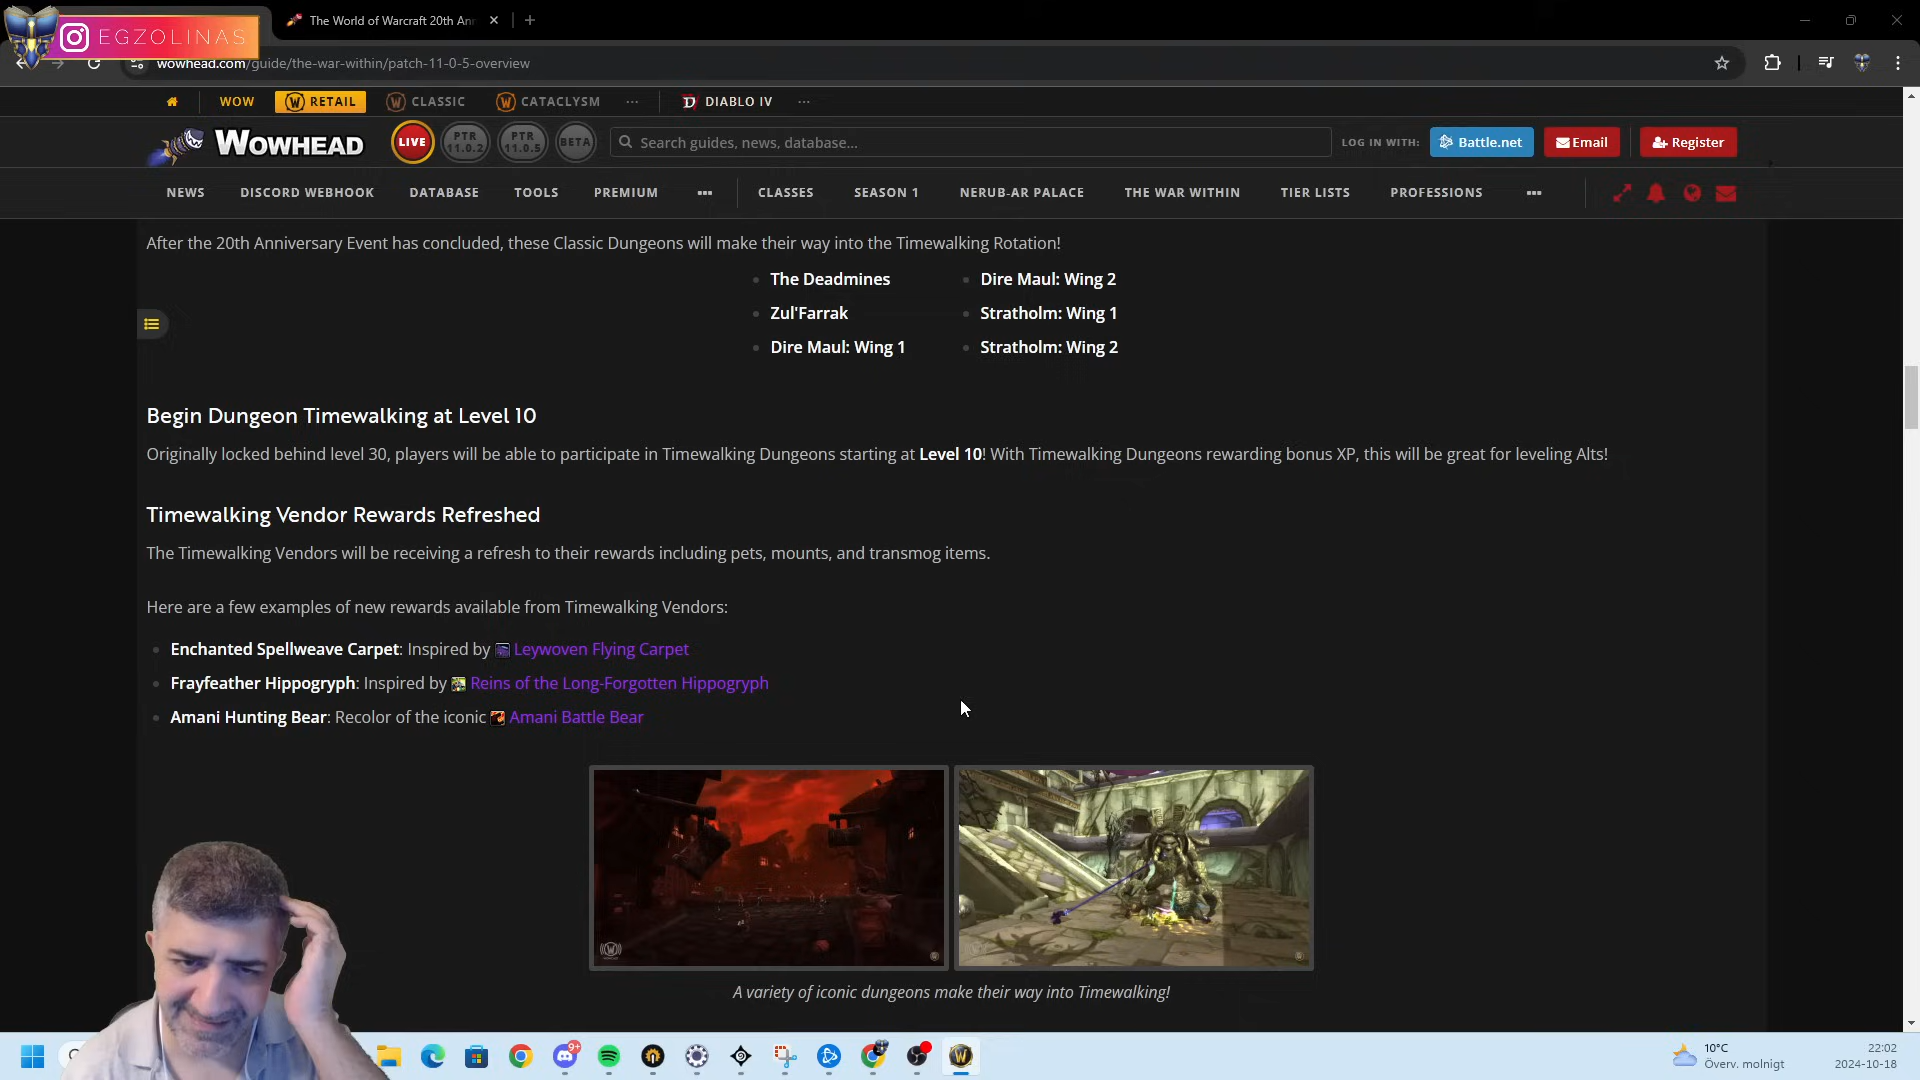 EGZOLINAS
The World of Warcraft 20th Ann
wowhead.com/guide/the-war-within/patch-11-0-5-overview
WOW RETAIL CLASSIC CATACLYSM DIABLO IV
WOWHEAD LIVE PTR 11.0.2 PTR 11.0.5 BETA Search guides, news, database... LOG IN WITH: Battle.net Email Register
NEWS DISCORD WEBHOOK DATABASE TOOLS PREMIUM CLASSES SEASON 1 NERUB-AR PALACE THE WAR WITHIN TIER LISTS PROFESSIONS
After the 20th Anniversary Event has concluded, these Classic Dungeons will make their way into the Timewalking Rotation!
The Deadmines Dire Maul: Wing 2
Zul'Farrak Stratholm: Wing 1
Dire Maul: Wing 1 Stratholm: Wing 2
Begin Dungeon Timewalking at Level 10
Originally locked behind level 30, players will be able to participate in Timewalking Dungeons starting at Level 10! With Timewalking Dungeons rewarding bonus XP, this will be great for leveling Alts!
Timewalking Vendor Rewards Refreshed
The Timewalking Vendors will be receiving a refresh to their rewards including pets, mounts, and transmog items.
Here are a few examples of new rewards available from Timewalking Vendors:
Enchanted Spellweave Carpet: Inspired by Leywoven Flying Carpet
Frayfeather Hippogryph: Inspired by Reins of the Long-Forgotten Hippogryph
Amani Hunting Bear: Recolor of the iconic Amani Battle Bear
A variety of iconic dungeons make their way into Timewalking!
9+
10°C 22:02
Överv. molnigt 2024-10-18